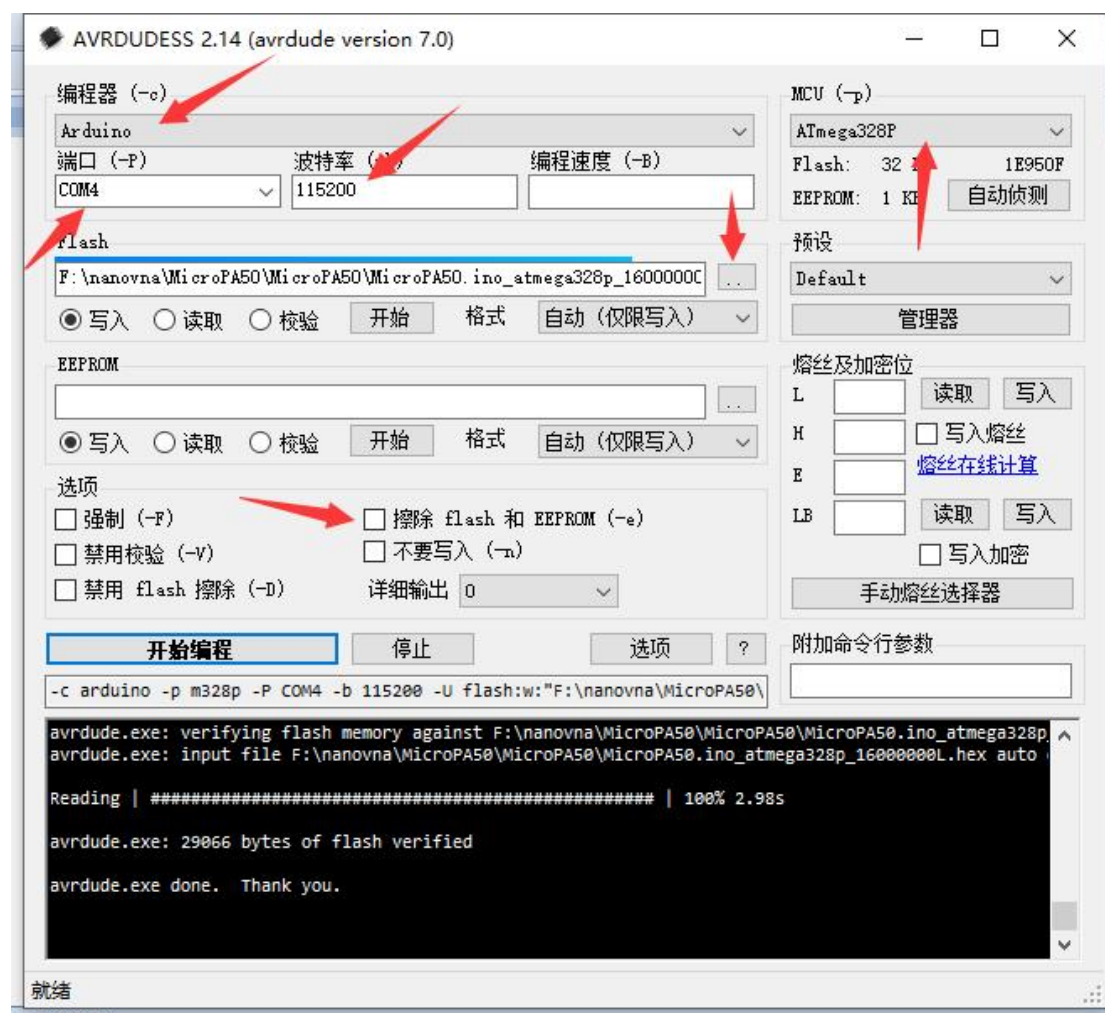 AVRDUDESS 2.14 (avrdude version 7.0)
编程器 (-c)
Arduino
端口 (-P)
波特率
编程速度 (-B)
COM4
115200
MCU (-p)
ATmega328P
Flash: 32
1E950F
EEPROM: 1
自动侦测
Flash
F:\nanovna\MicroPA50\MicroPA50\MicroPA50.ino_atmega328p_1600000
..
写入
读取
校验
开始
格式
自动 (仅限写入)
预设
Default
管理器
EEPROM
..
写入
读取
校验
开始
格式
自动 (仅限写入)
熔丝及加密位
L
读取
写入
H
写入熔丝
E
熔丝在线计算
LB
读取
写入
写入加密
手动熔丝选择器
选项
强制 (-F)
擦除 flash 和 EEPROM (-e)
禁用校验 (-V)
不要写入 (-n)
禁用 flash 擦除 (-D)
详细输出
0
开始编程
停止
选项
?
附加命令行参数
-c arduino -p m328p -P COM4 -b 115200 -U flash:w:"F:\nanovna\MicroPA50\
avrdude.exe: verifying flash memory against F:\nanovna\MicroPA50\MicroPA50\MicroPA50.ino_atmega328p_
avrdude.exe: input file F:\nanovna\MicroPA50\MicroPA50\MicroPA50.ino_atmega328p_16000000L.hex auto
Reading | ################################################## | 100% 2.98s
avrdude.exe: 29066 bytes of flash verified
avrdude.exe done. Thank you.
就绪